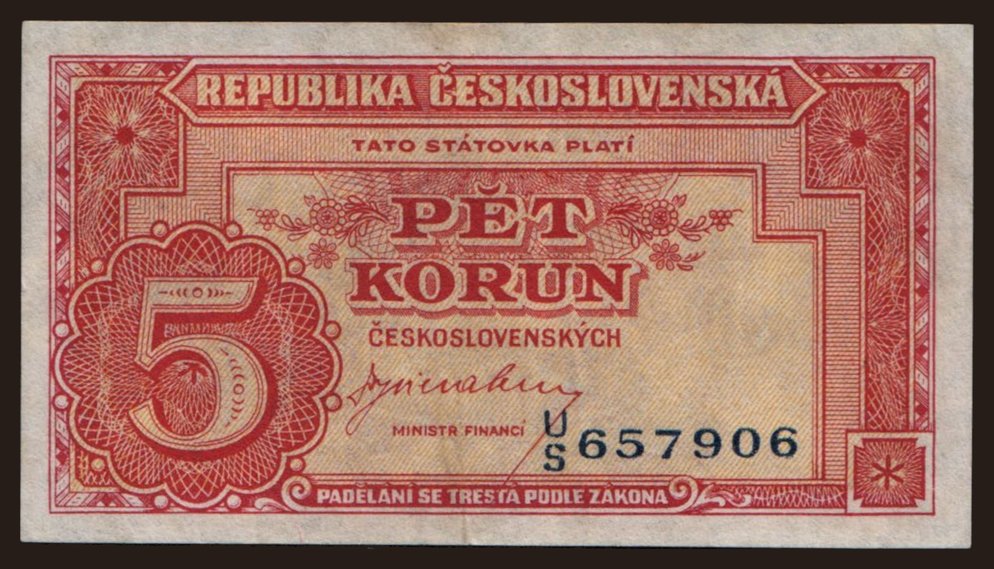 REPUBLIKA ČESKOSLOVENSKÁ
TATO STÁTOVKA PLATÍ
PĚT
KORUN
ČESKOSLOVENSKÝCH
5
MINISTR FINANCÍ
U/S 657906
PADĚLÁNÍ SE TRESTÁ PODLE ZÁKONA